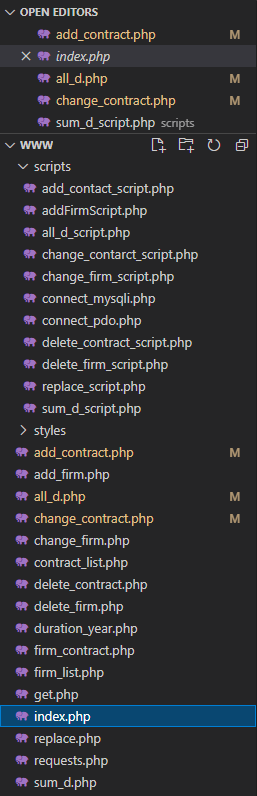 OPEN EDITORS
add_contract.php M
index.php
all_d.php M
change_contract.php M
sum_d_script.php scripts
WWW
scripts
add_contact_script.php
addFirmScript.php
all_d_script.php
change_contarct_script.php
change_firm_script.php
connect_mysqli.php
connect_pdo.php
delete_contract_script.php
delete_firm_script.php
replace_script.php
sum_d_script.php
styles
add_contract.php M
add_firm.php
all_d.php M
change_contract.php M
change_firm.php
contract_list.php
delete_contract.php
delete_firm.php
duration_year.php
firm_contract.php
firm_list.php
get.php
index.php
replace.php
requests.php
sum_d.php